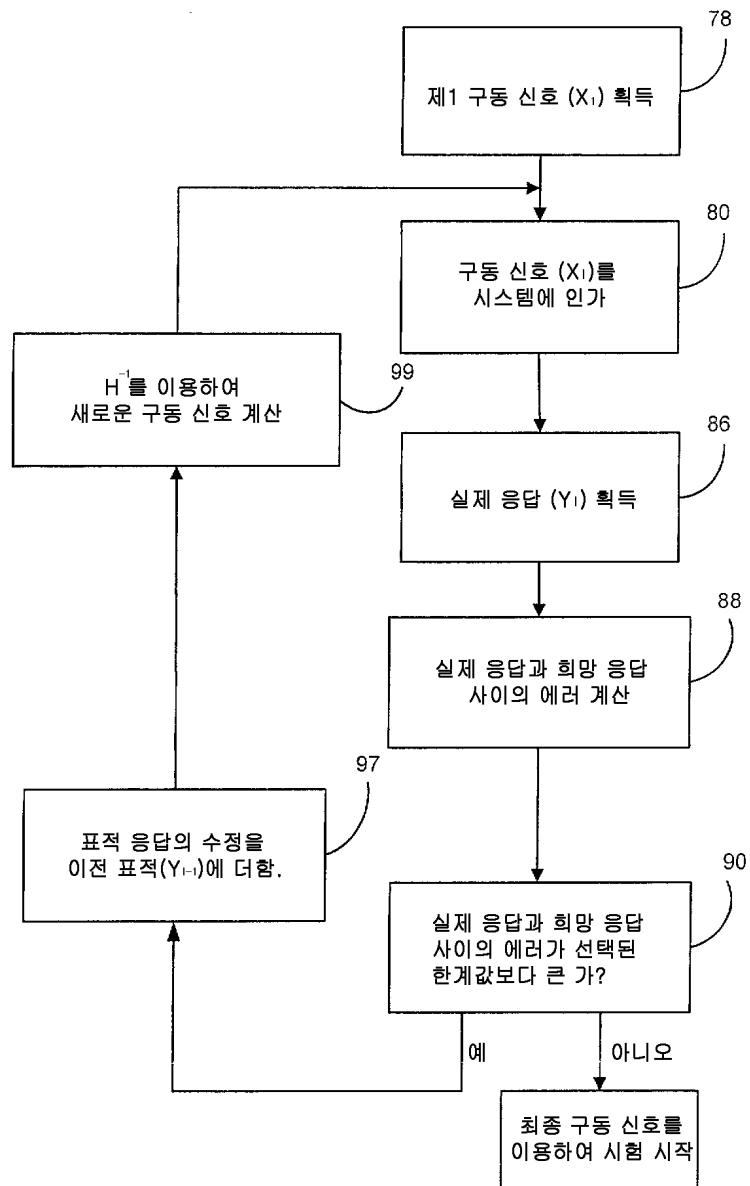 78
제1 구동 신호 (X₁) 획득
80
구동 신호 (Xᵢ)를
시스템에 인가
H⁻¹를 이용하여
새로운 구동 신호 계산
99
86
실제 응답 (Yᵢ) 획득
88
실제 응답과 희망 응답
사이의 에러 계산
97
표적 응답의 수정을
이전 표적(Yᵢ₋₁)에 더함.
90
실제 응답과 희망 응답
사이의 에러가 선택된
한계값보다 큰 가?
예
아니오
최종 구동 신호를
이용하여 시험 시작